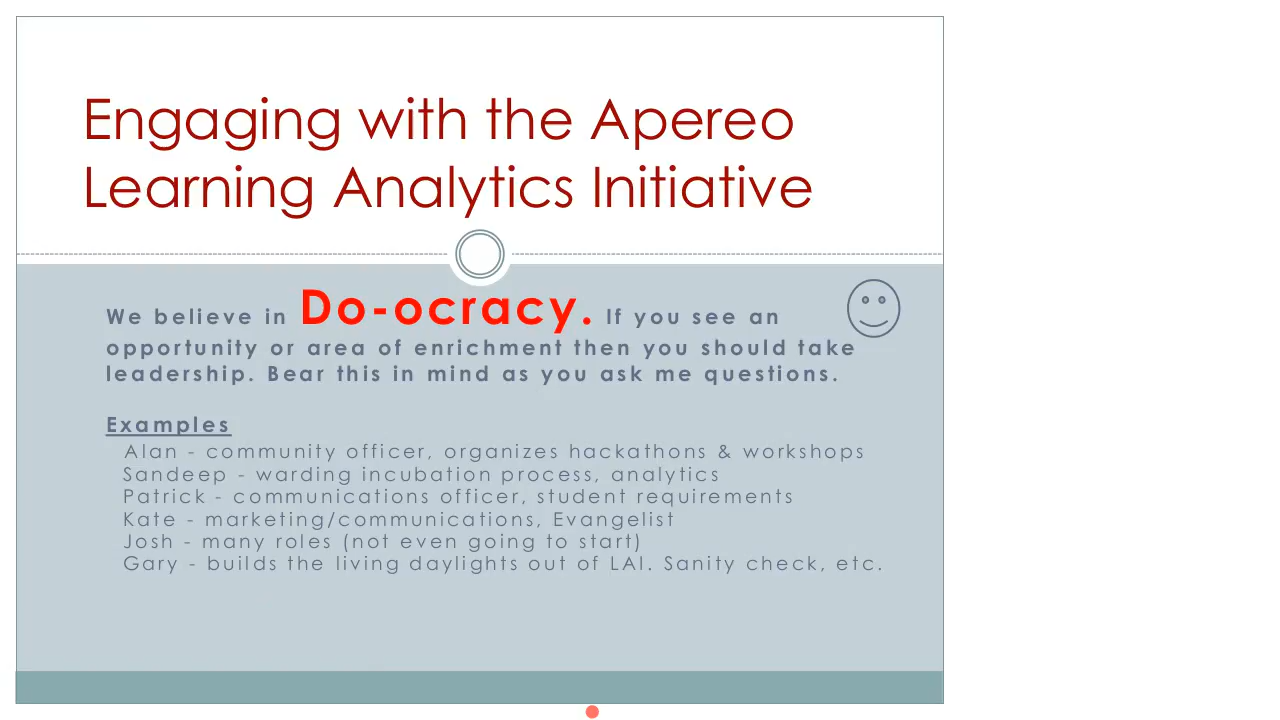 Engaging with the Apereo
Learning Analytics Initiative
We believe in Do-ocracy. If you see an
opportunity or area of enrichment then you should take
leadership. Bear this in mind as you ask me questions.
Examples
Alan - community officer, organizes hackathons & workshops
Sandeep - warding incubation process, analytics
Patrick - communications officer, student requirements
Kate - marketing/communications, Evangelist
Josh - many roles (not even going to start)
Gary - builds the living daylights out of LAI. Sanity check, etc.